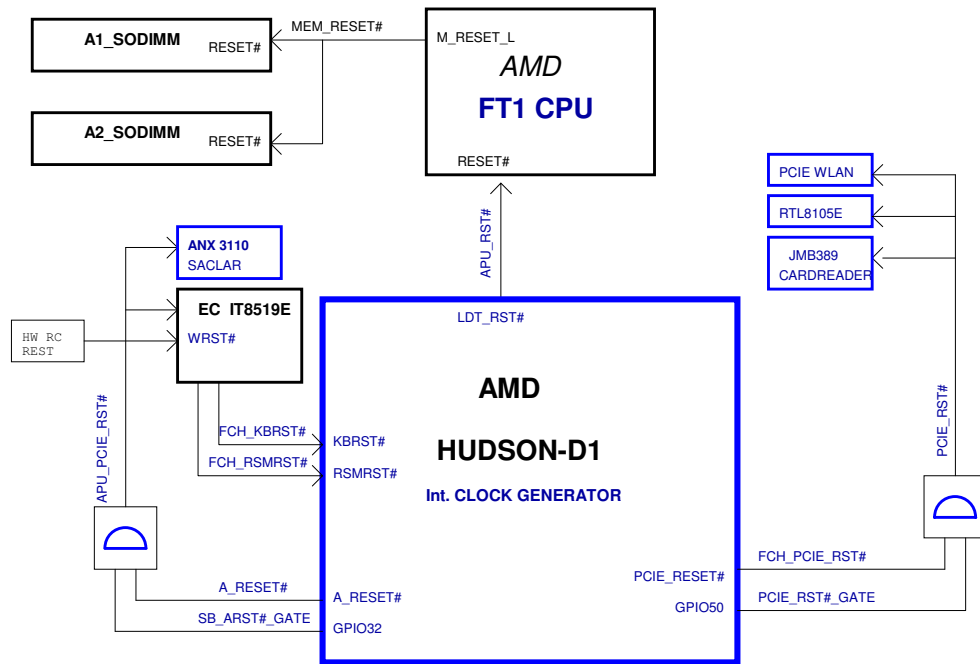 MEM_RESET#
A1_SODIMM
RESET#
M_RESET_L
AMD
FT1 CPU
A2_SODIMM
RESET#
RESET#
PCIE WLAN
RTL8105E
JMB389
CARDREADER
APU_RST#
ANX 3110
SACLAR
EC IT8519E
WRST#
HW RC
REST
LDT_RST#
AMD
HUDSON-D1
Int. CLOCK GENERATOR
FCH_KBRST#
KBRST#
FCH_RSMRST#
RSMRST#
APU_PCIE_RST#
PCIE_RST#
A_RESET#
A_RESET#
SB_ARST#_GATE
GPIO32
PCIE_RESET#
FCH_PCIE_RST#
GPIO50
PCIE_RST#_GATE